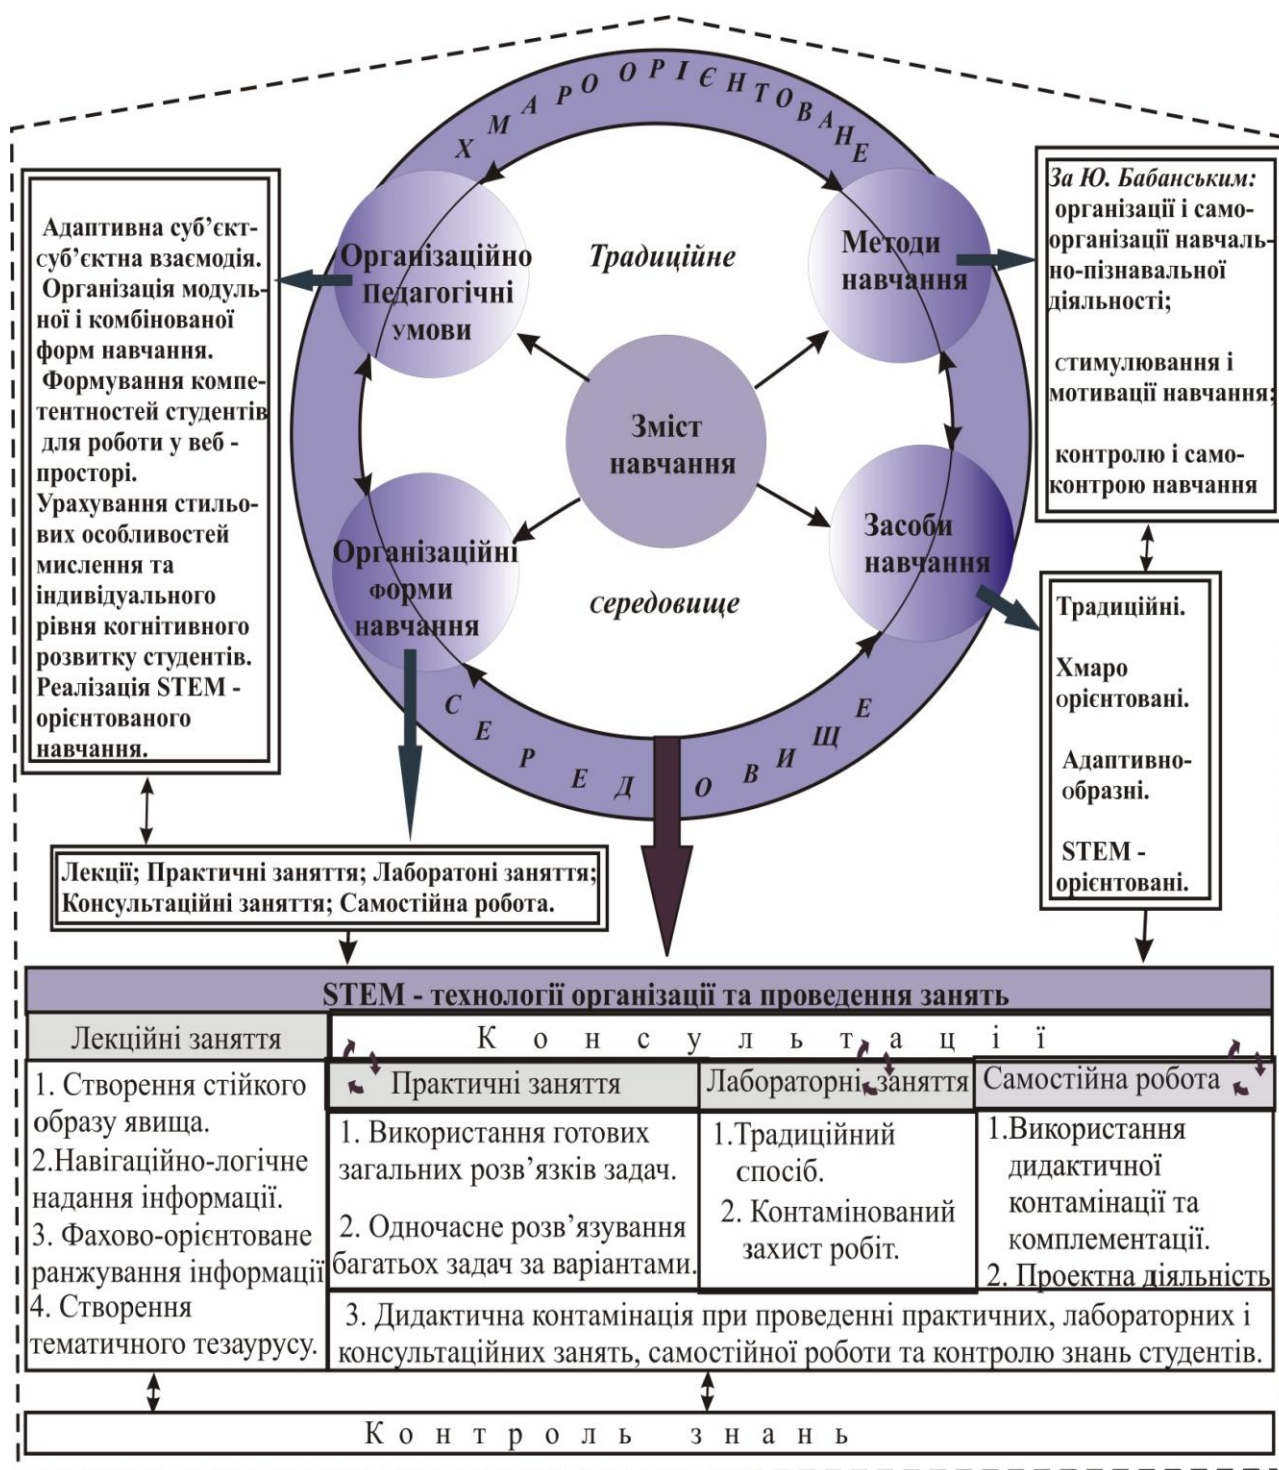 ХМАРО ОРІЄНТОВАНЕ
Адаптивна суб’єкт-
суб’єктна взаємодія.
Організація модуль-
ної і комбінованої
форм навчання.
Формування компе-
тентностей студентів
для роботи у веб -
просторі.
Урахування стильо-
вих особливостей
мислення та
індивідуального
рівня когнітивного
розвитку студентів.
Реалізація STEM -
орієнтованого
навчання.
Організаційно
педагогічні
умови
Традиційне
Методи
навчання
Зміст
навчання
Організаційні
форми
навчання
середовище
Засоби
навчання
СЕРЕДОВИЩЕ
За Ю. Бабанським:
організації і само-
організації навчаль-
но-пізнавальної
діяльності;
стимулювання і
мотивації навчання;
контролю і само-
контрою навчання
Традиційні.
Хмаро
орієнтовані.
Адаптивно-
образні.
STEM -
орієнтовані.
Лекції; Практичні заняття; Лаборатоні заняття;
Консультаційні заняття; Самостійна робота.
STEM - технології організації та проведення занять
Лекційні заняття
Консультації
Практичні заняття
Лабораторні заняття
Самостійна робота
1. Створення стійкого
образу явища.
2.Навігаційно-логічне
надання інформації.
3. Фахово-орієнтоване
ранжування інформації
4. Створення
тематичного тезаурусу.
1. Використання готових
загальних розв’язків задач.
2. Одночасне розв’язування
багатьох задач за варіантами.
1.Традиційний
спосіб.
2. Контамінований
захист робіт.
1.Використання
дидактичної
контамінації та
комплементації.
2. Проектна діяльність
3. Дидактична контамінація при проведенні практичних, лабораторних і
консультаційних занять, самостійної роботи та контролю знань студентів.
Контроль знань